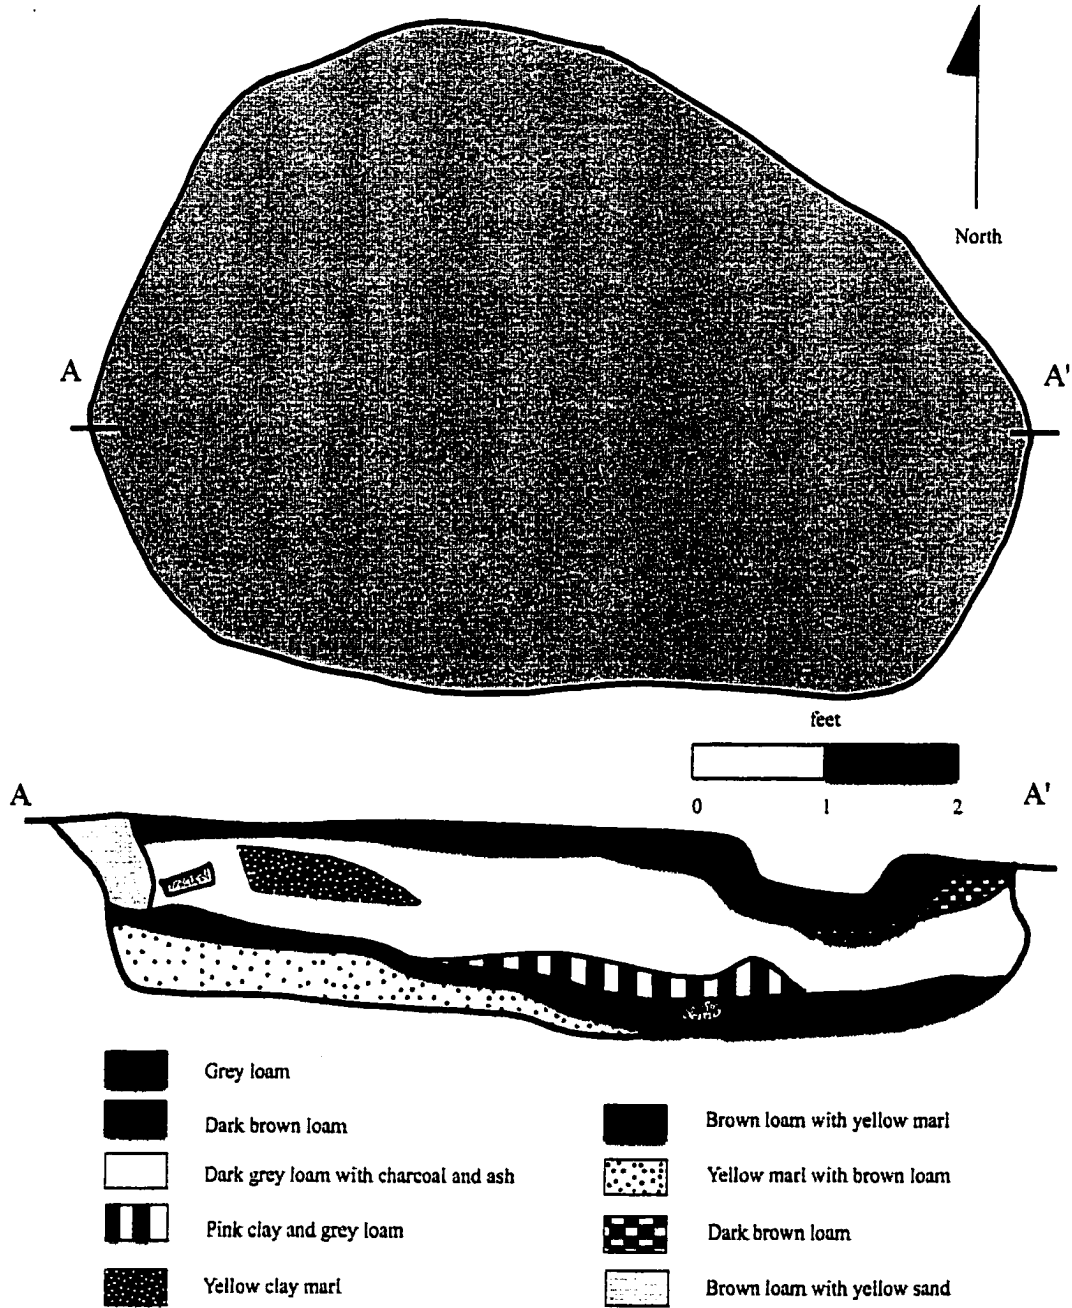 North
A A'
feet
0 1 2
A A'
Grey loam
Dark brown loam
Dark grey loam with charcoal and ash
Pink clay and grey loam
Yellow clay marl
Brown loam with yellow marl
Yellow marl with brown loam
Dark brown loam
Brown loam with yellow sand